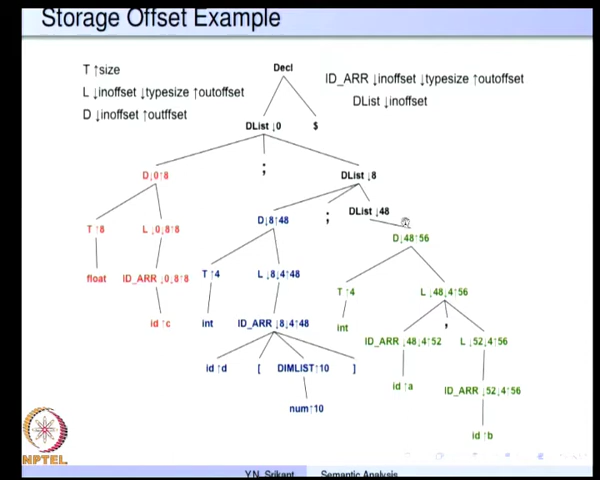 Storage Offset Example
T ↑size
L ↓inoffset ↓typesize ↑outoffset
D ↓inoffset ↑outffset
Decl
ID_ARR ↓inoffset ↓typesize ↑outoffset
DList ↓inoffset
DList ↓0
$
D↓0↑8
;
DList ↓8
T ↑8
L ↓0↓8↑8
D↓8↑48
;
DList ↓48
D↓48↑56
float
ID_ARR ↓0↓8↑8
T ↑4
L ↓8↓4↑48
T ↑4
L ↓48↓4↑56
id ↑c
int
ID_ARR ↓8↓4↑48
int
ID_ARR ↓48↓4↑52
,
L ↓52↓4↑56
id ↑d
[
DIMLIST↑10
]
id ↑a
ID_ARR ↓52↓4↑56
num↑10
id ↑b
NPTEL
Y.N. Srikant
Semantic Analysis